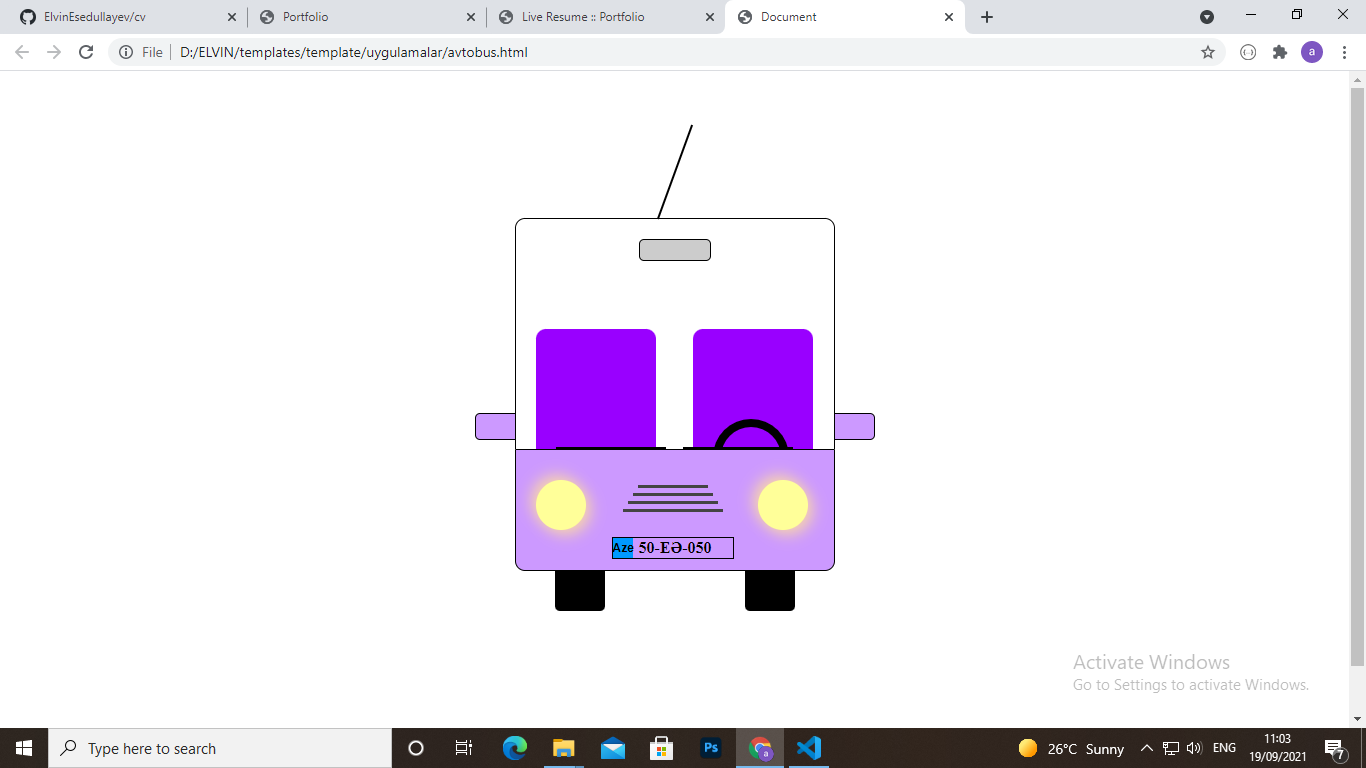 ElvinEsedullayev/cv
Portfolio
Live Resume :: Portfolio
Document
File
D:/ELVIN/templates/template/uygulamalar/avtobus.html
a
Aze 50-EƏ-050
Activate Windows
Go to Settings to activate Windows.
Type here to search
Ps
a
26°C Sunny
ENG
11:03
19/09/2021
7